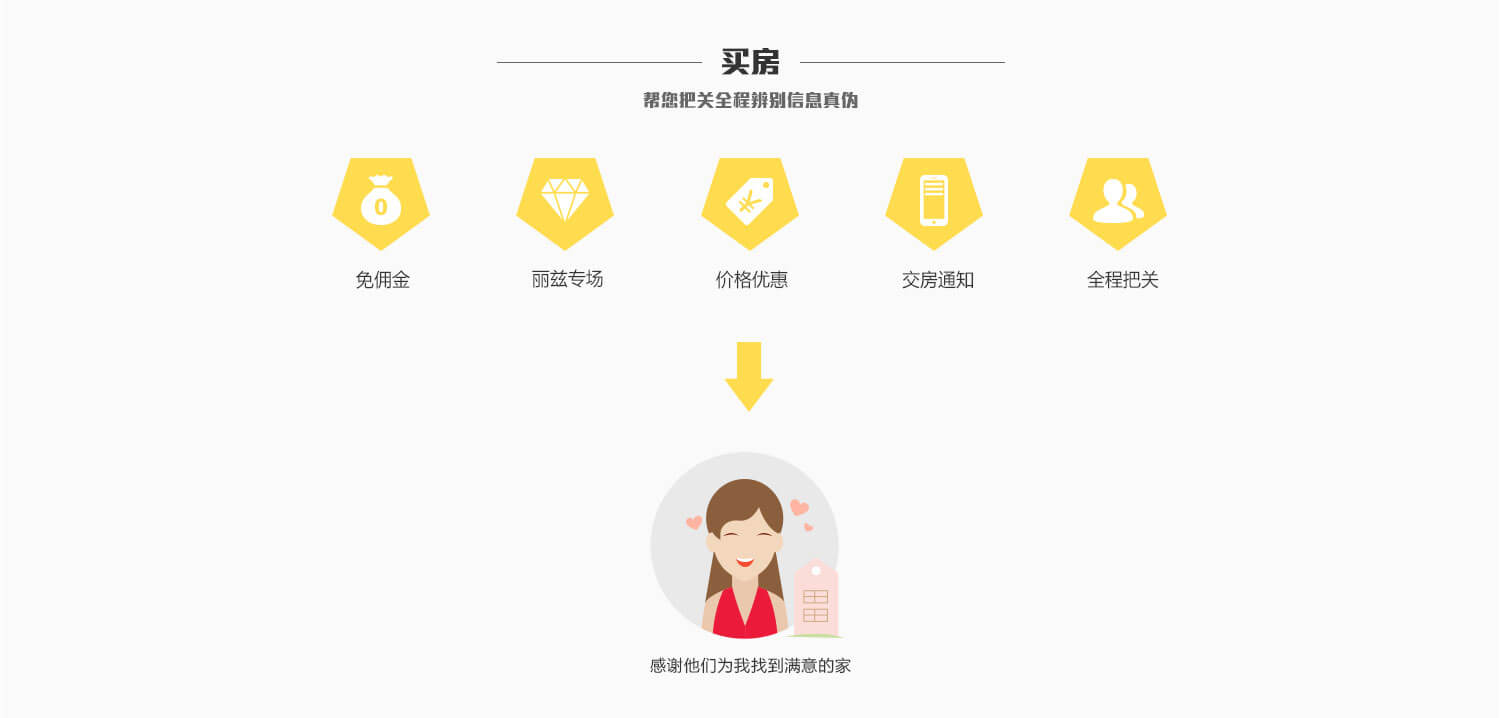 买房
帮您把关全程辨别信息真伪
0
免佣金
丽兹专场
价格优惠
交房通知
全程把关
感谢他们为我找到满意的家